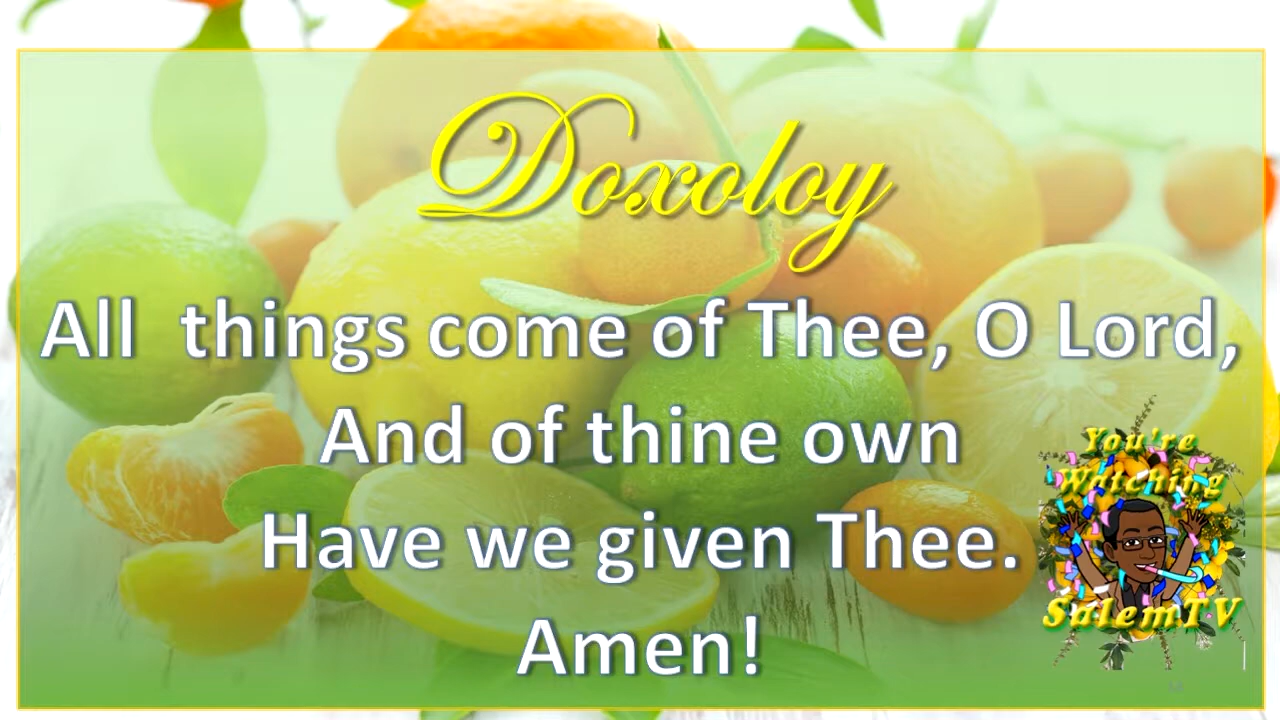 Doxoloy
All  things come of Thee, O Lord,
And of thine own
Have we given Thee.
Amen!
You're
Watching
SalemTV